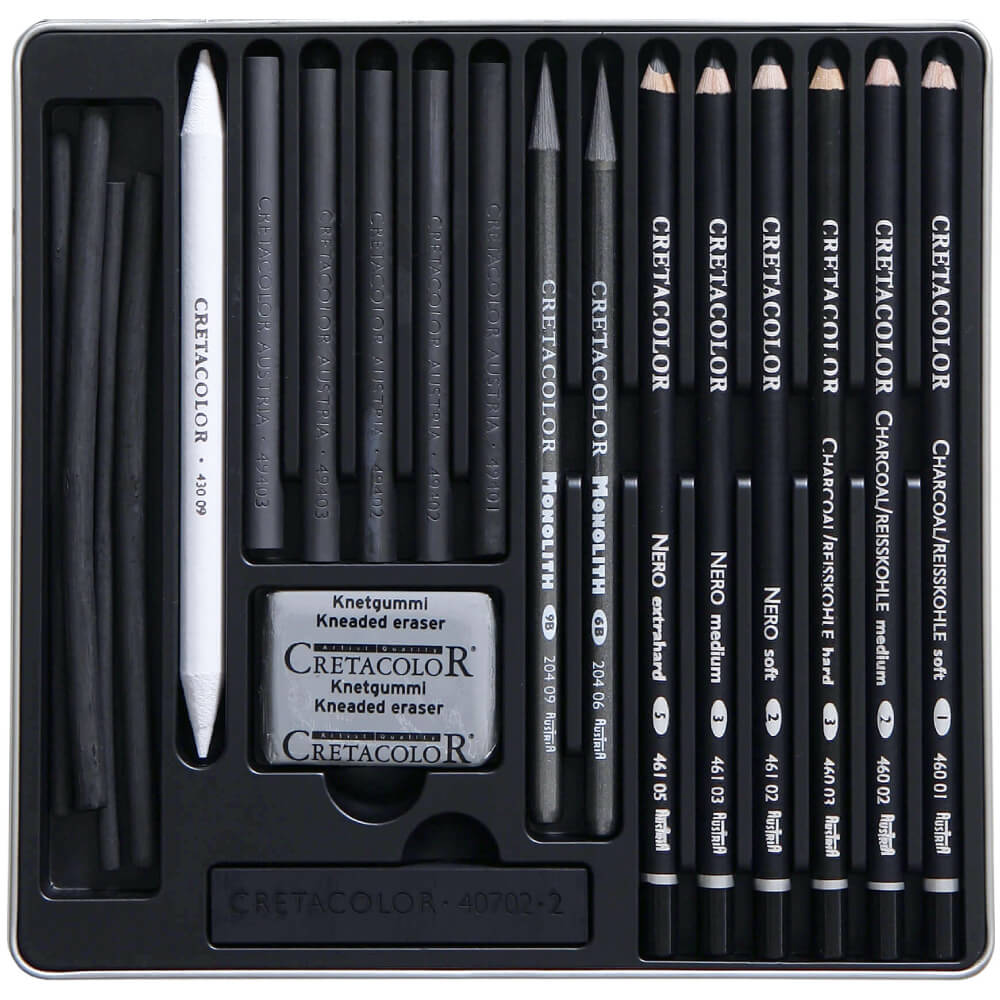 CRETACOLOR • 430 09
CRETACOLOR AUSTRIA · 49403
CRETACOLOR AUSTRIA · 49403
CRETACOLOR AUSTRIA · 49402
CRETACOLOR AUSTRIA · 49402
CRETACOLOR AUSTRIA · 49401
CRETACOLOR MONOLITH 9B 204 09 AUSTRIA
CRETACOLOR MONOLITH 6B 204 06 AUSTRIA
CRETACOLOR NERO extrahard 5 461 05 AUSTRIA
CRETACOLOR NERO medium 3 461 03 AUSTRIA
CRETACOLOR NERO soft 2 461 02 AUSTRIA
CRETACOLOR CHARCOAL/REISSKOHLE hard 3 460 03 AUSTRIA
CRETACOLOR CHARCOAL/REISSKOHLE medium 2 460 02 AUSTRIA
CRETACOLOR CHARCOAL/REISSKOHLE soft 1 460 01 AUSTRIA
Knetgummi
Kneaded eraser
Artist Quality
CRETACOLOR®
Knetgummi
Kneaded eraser
Artist Quality
CRETACOLOR®
CRETACOLOR · 40702 · 2